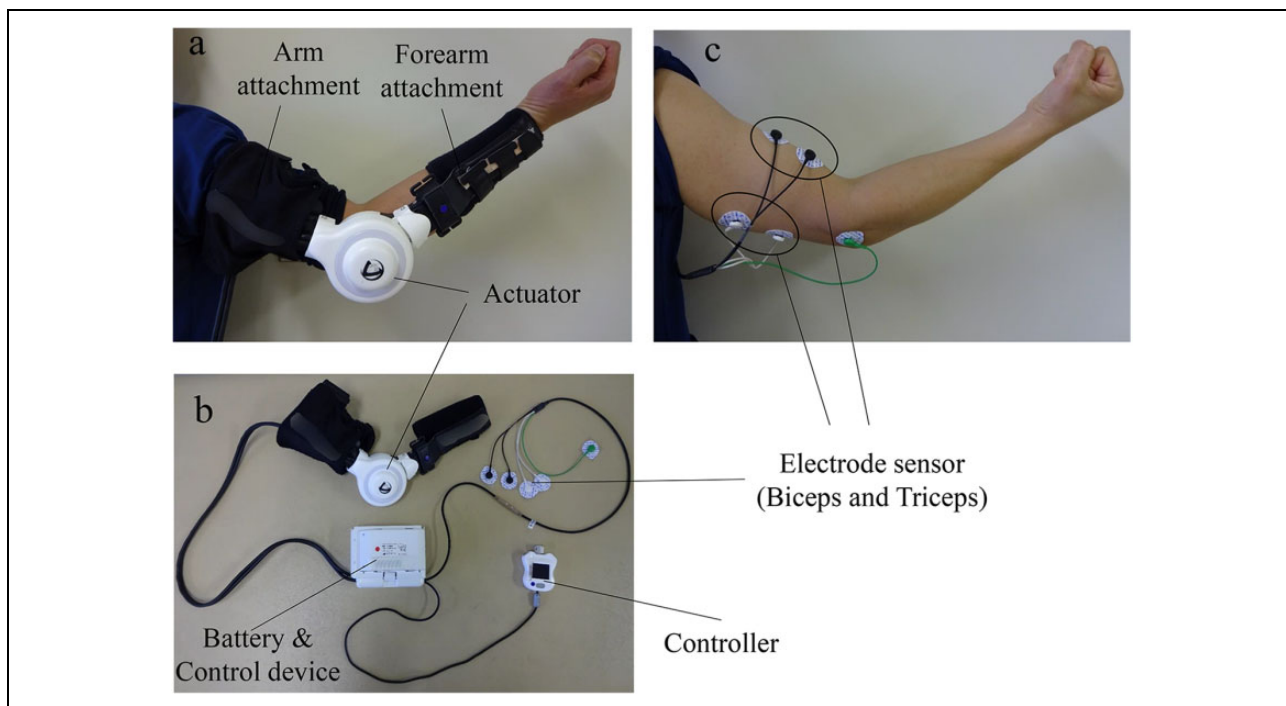 a
Arm
attachment
Forearm
attachment
Actuator
c
b
Electrode sensor
(Biceps and Triceps)
Battery &
Control device
Controller